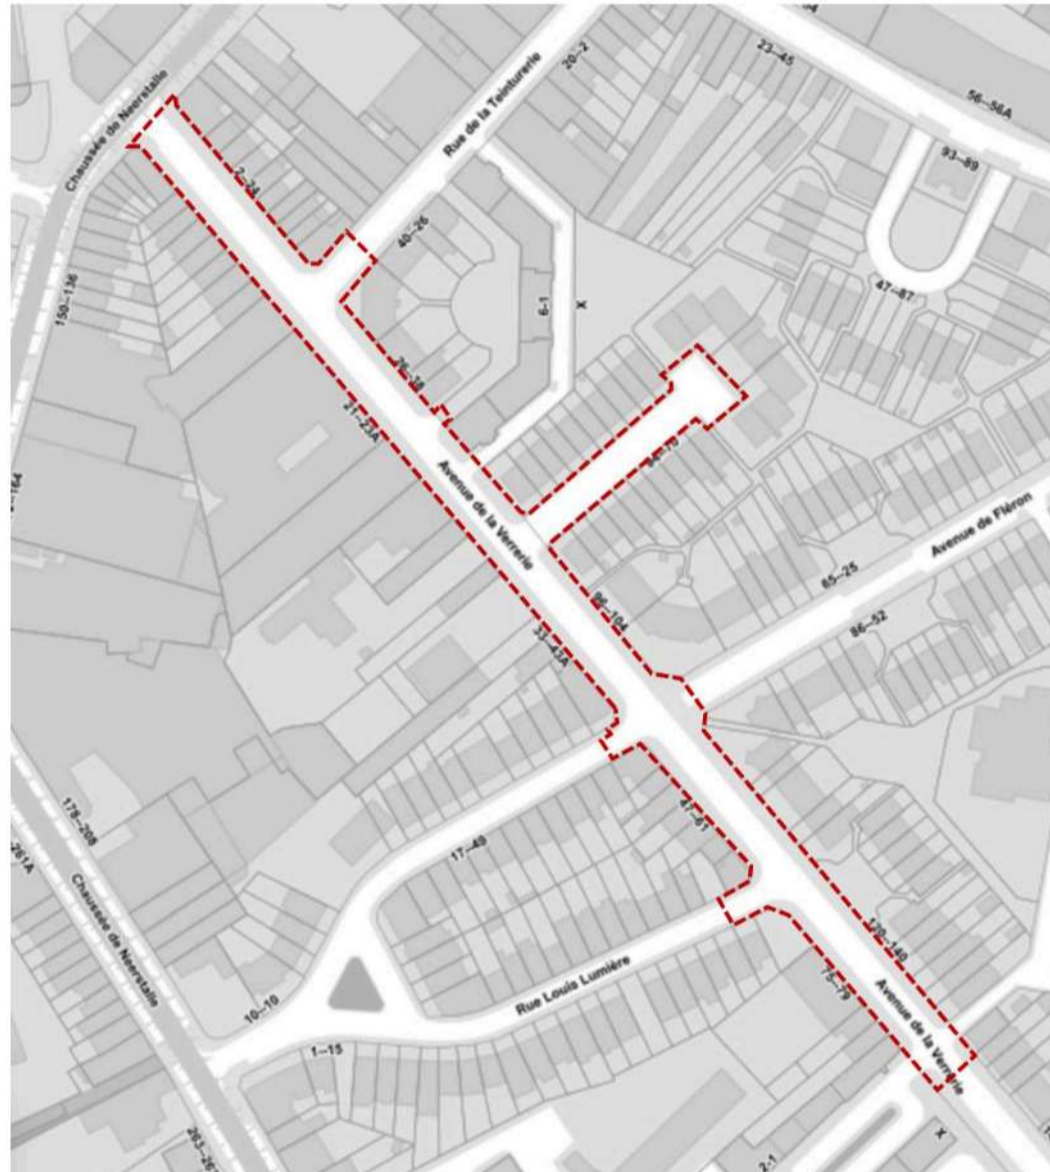 23--45
20--2
56--56A
Chaussée de Neerstalle
Rue de la Teinturerie
93--89
2--24
40--26
47--87
150--136
6-1
X
26--38
21--23A
Avenue de la Verrerie
Avenue de Fléron
65--25
96--104
86--52
33--43A
178--208
47--61
17--49
Chaussée de Neerstalle
120--140
Rue Louis Lumière
75--79
Avenue de la Verrerie
10--10
1--15
X
2-1